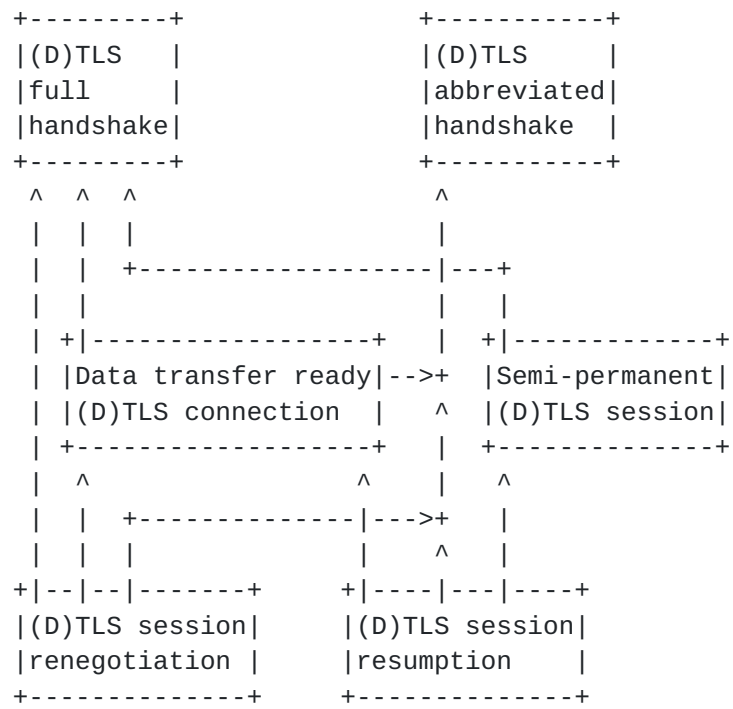 +---------+               +-----------+
|(D)TLS   |               |(D)TLS     |
|full     |               |abbreviated|
|handshake|               |handshake  |
+---------+               +-----------+
 ^  ^  ^                   ^
 |  |  |                   |
 |  |  +-------------------|---+
 |  |                      |   |
 | +|------------------+   |  +|-------------+
 | |Data transfer ready|-->+  |Semi-permanent|
 | |(D)TLS connection  |   ^  |(D)TLS session|
 | +-------------------+   |  +--------------+
 |  ^                 ^    |   ^
 |  |  +--------------|--->+   |
 |  |  |              |    ^   |
+|--|--|-------+     +|----|---|----+
|(D)TLS session|     |(D)TLS session|
|renegotiation |     |resumption    |
+--------------+     +--------------+